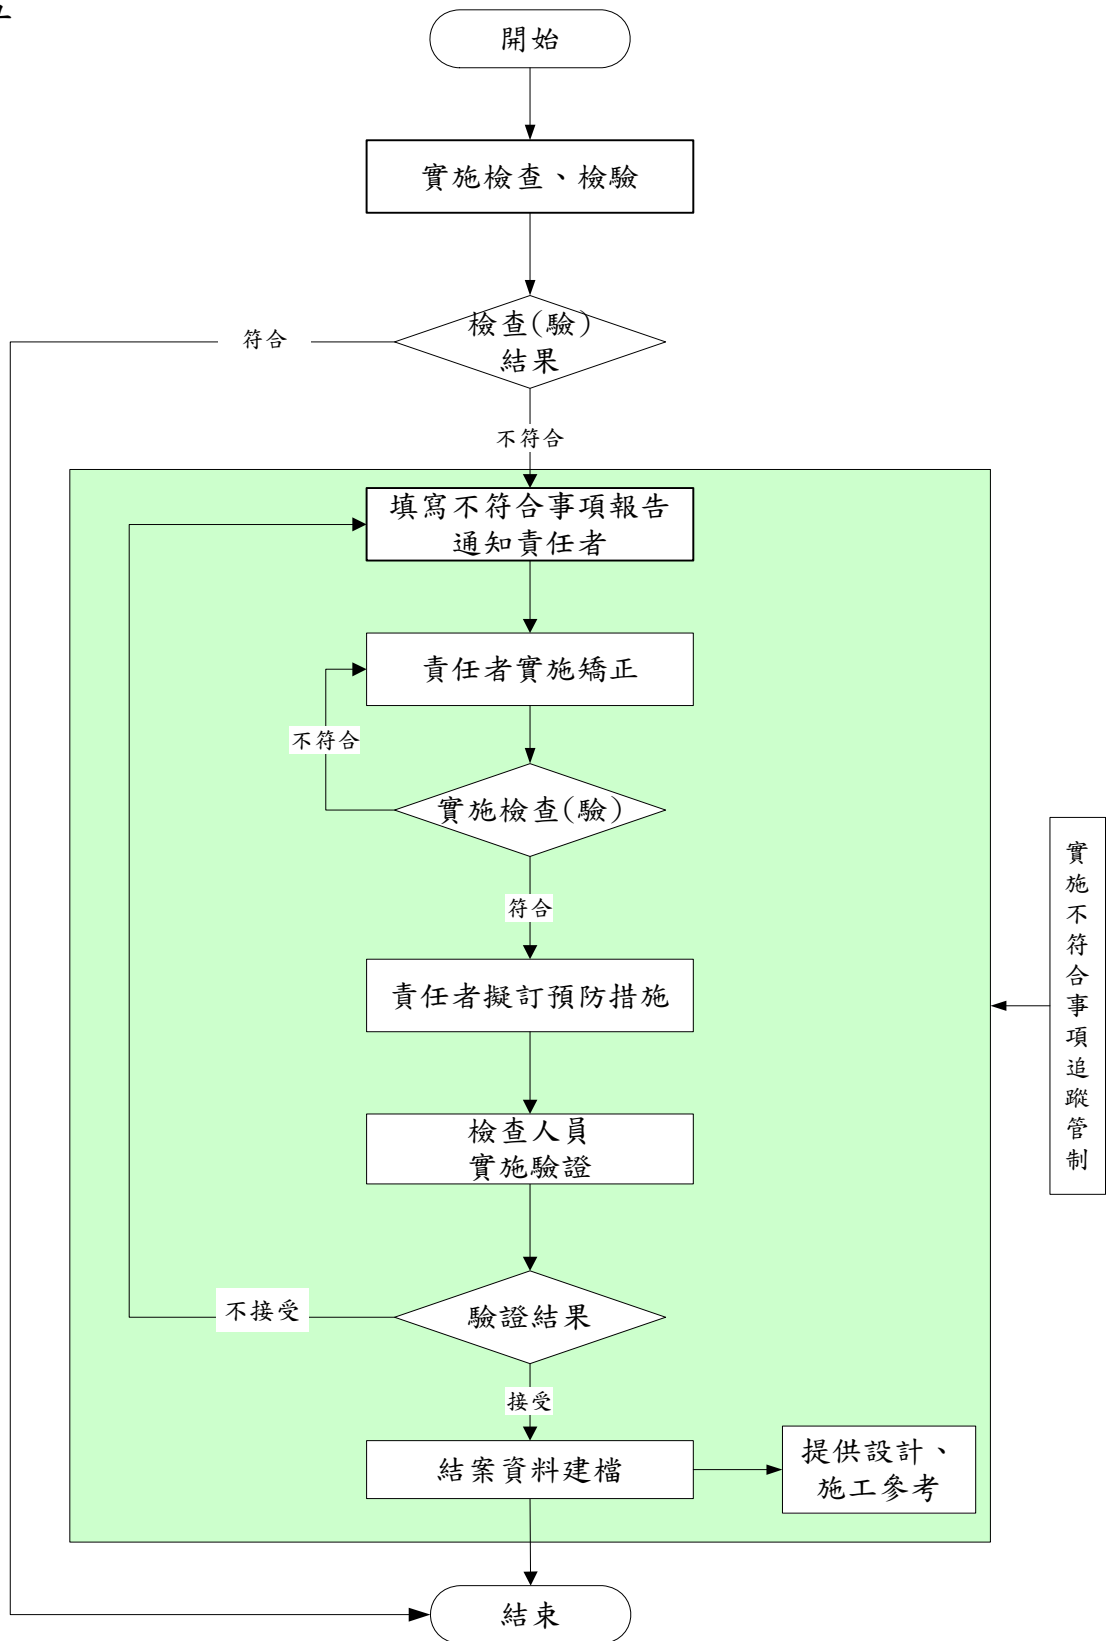 開始
實施檢查、檢驗
檢查(驗)
結果
符合
不符合
填寫不符合事項報告
通知責任者
責任者實施矯正
不符合
實施檢查(驗)
符合
責任者擬訂預防措施
實施不符合事項追蹤管制
檢查人員
實施驗證
不接受
驗證結果
接受
結案資料建檔
提供設計、
施工參考
結束